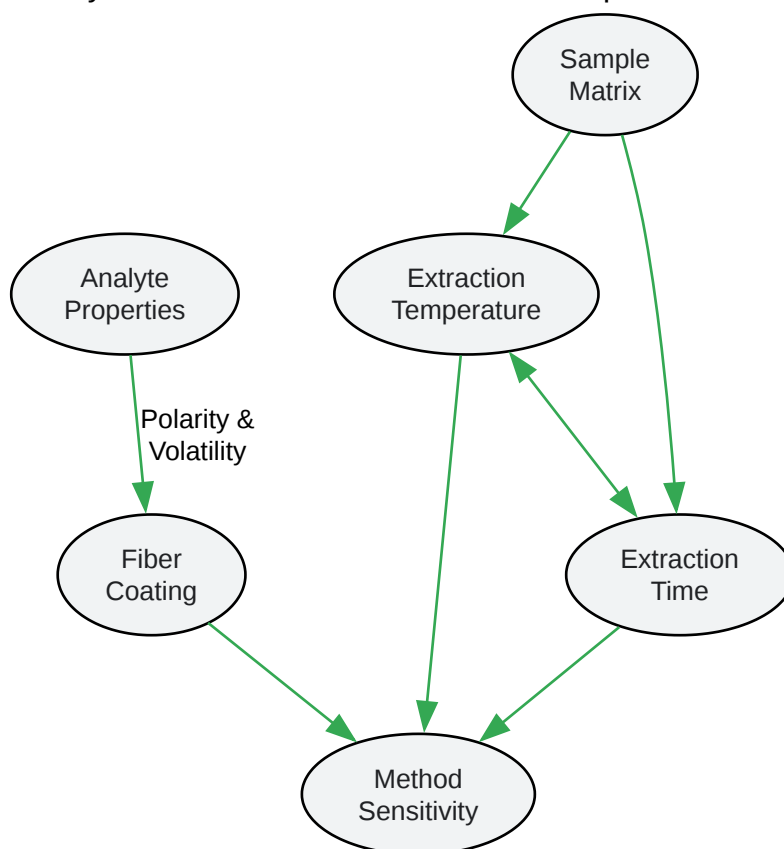 Sample
Matrix
Analyte
Properties
Extraction
Temperature
Polarity &
Volatility
Fiber
Coating
Extraction
Time
Method
Sensitivity